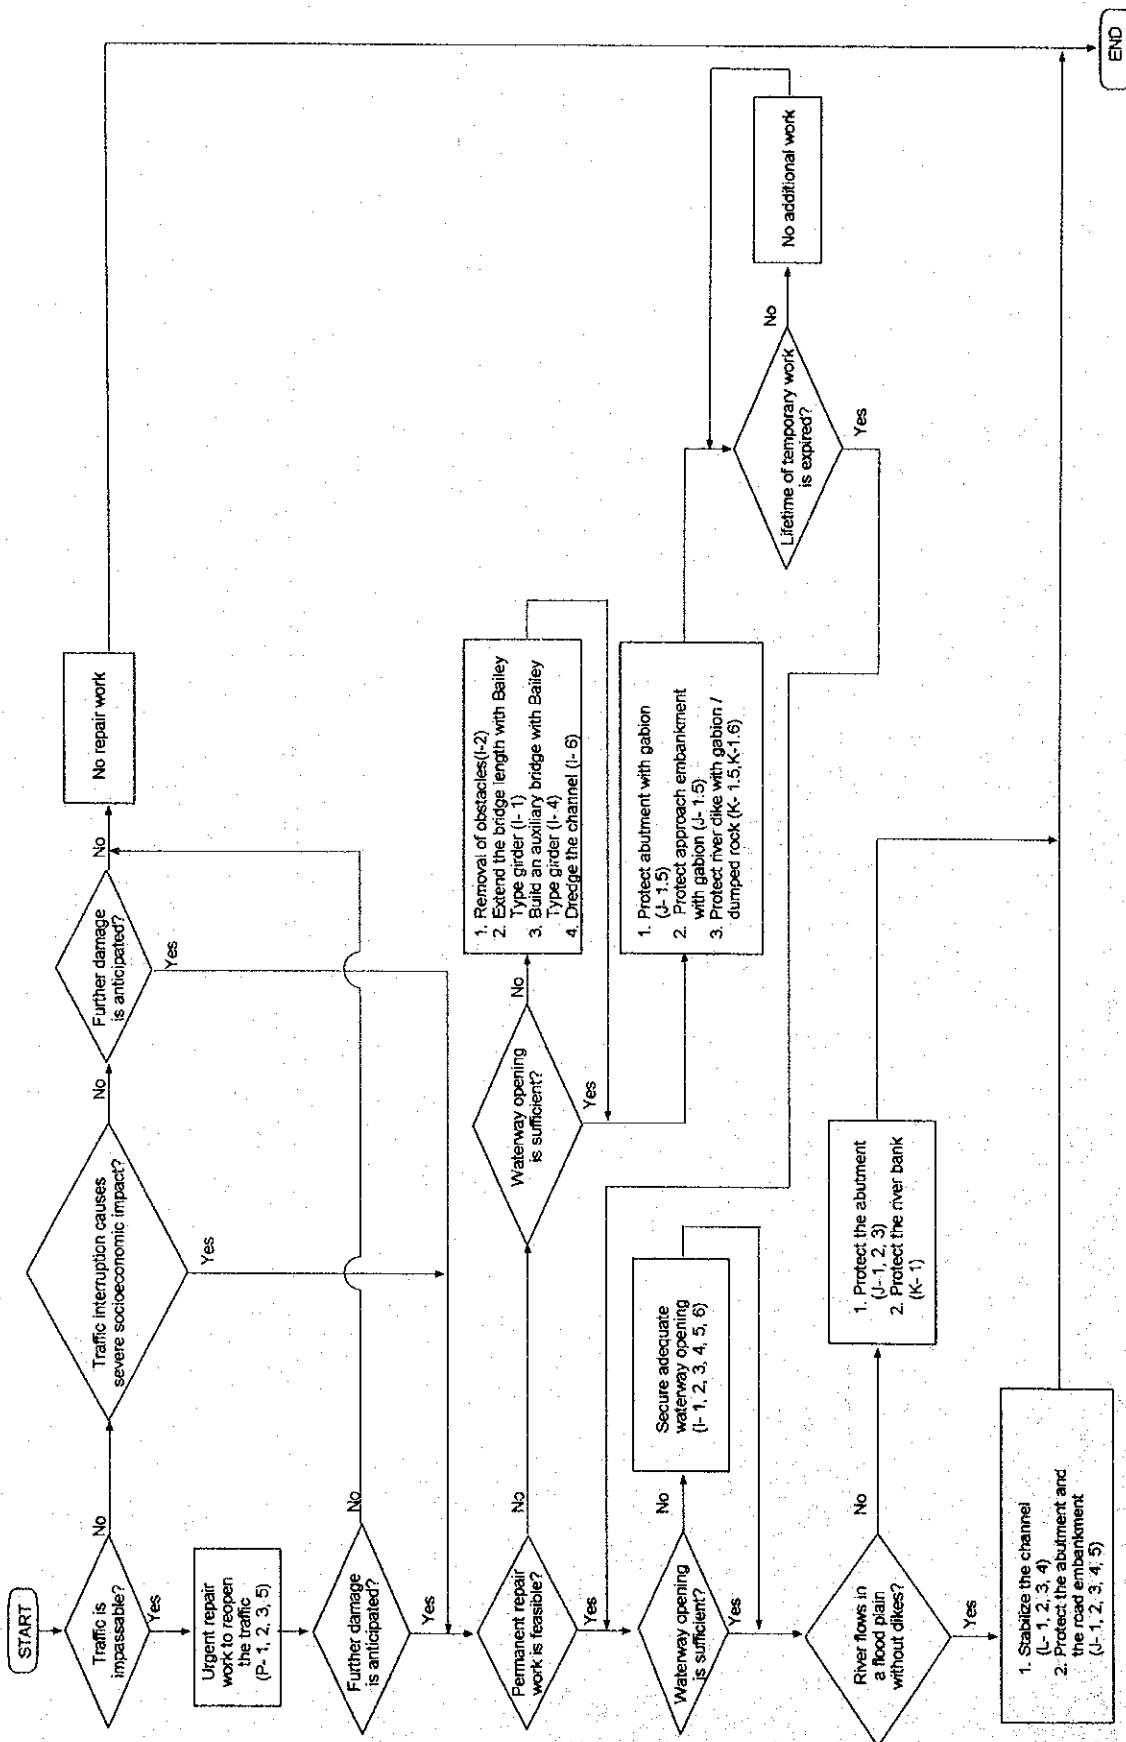 START
Traffic is
impassable?
No
Yes
Traffic interruption causes
severe socioeconomic impact?
No
Yes
Further damage
is anticipated?
No
Yes
No repair work
Urgent repair
work to reopen
the traffic
(P- 1, 2, 3, 5)
Further damage
is anticipated?
No
Yes
Permanent repair
work is feasible?
No
Yes
Waterway opening
is sufficient?
No
Yes
1. Removal of obstacles(I-2)
2. Extend the bridge length with Bailey
Type girder (I- 1)
3. Build an auxiliary bridge with Bailey
Type girder (I- 4)
4. Dredge the channel (I- 6)
1. Protect abutment with gabion
(J- 1.5)
2. Protect approach embankment
with gabion (J- 1.5)
3. Protect river dike with gabion /
dumped rock (K- 1.5,K-1.6)
Lifetime of temporary work
is expired?
No
Yes
No additional work
Waterway opening
is sufficient?
No
Yes
Secure adequate
waterway opening
(I- 1, 2, 3, 4, 5, 6)
River flows in
a flood plain
without dikes?
No
Yes
1. Protect the abutment
(J- 1, 2, 3)
2. Protect the river bank
(K- 1)
1. Stabilize the channel
(L- 1, 2, 3, 4)
2. Protect the abutment and
the road embankment
(J- 1, 2, 3, 4, 5)
END